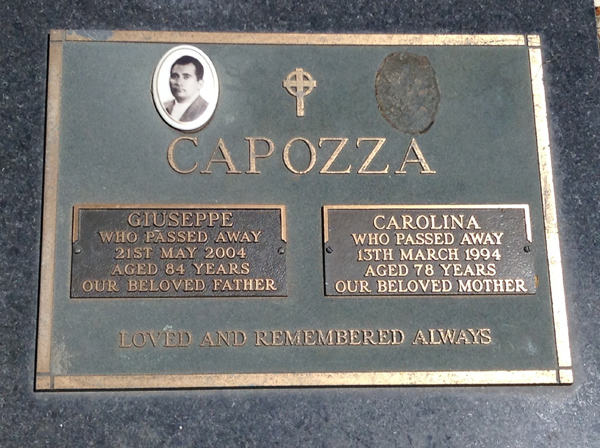 CAPOZZA
GIUSEPPE
WHO PASSED AWAY
21ST MAY 2004
AGED 84 YEARS
OUR BELOVED FATHER
CAROLINA
WHO PASSED AWAY
13TH MARCH 1994
AGED 78 YEARS
OUR BELOVED MOTHER
LOVED AND REMEMBERED ALWAYS